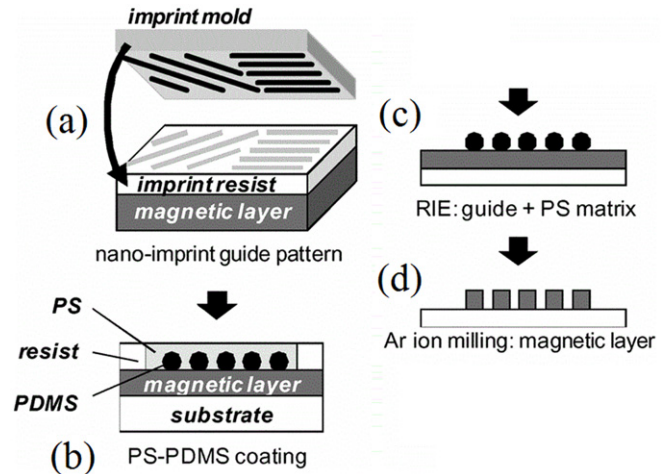 imprint mold
(a)
imprint resist
magnetic layer
nano-imprint guide pattern
PS
resist
PDMS
magnetic layer
substrate
(b)
PS-PDMS coating
(c)
RIE: guide + PS matrix
(d)
Ar ion milling: magnetic layer